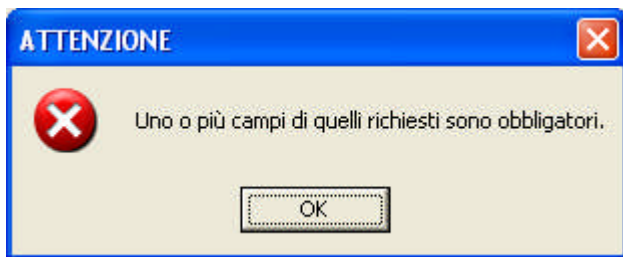 ATTENZIONE
Uno o più campi di quelli richiesti sono obbligatori.
OK